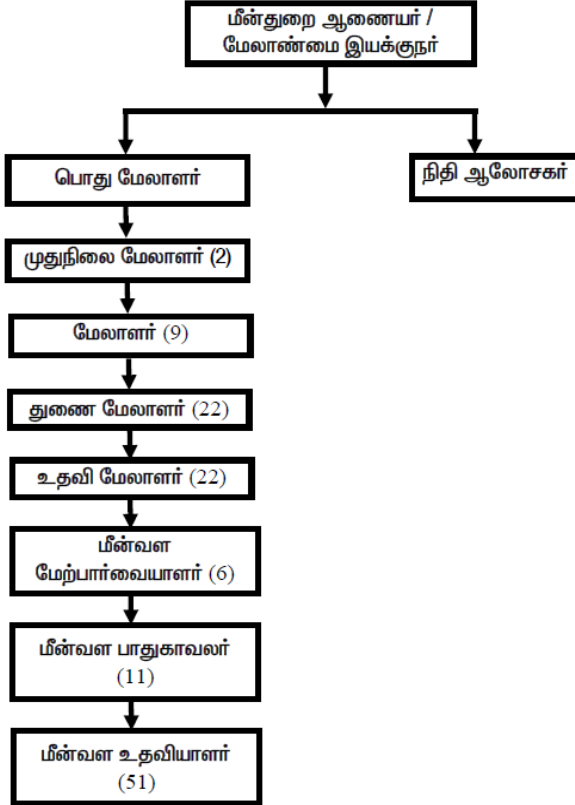 மீன்துறை ஆணையர் /
மேலாண்மை இயக்குநர்
பொது மேலாளர்
நிதி ஆலோசகர்
முதுநிலை மேலாளர் (2)
மேலாளர் (9)
துணை மேலாளர் (22)
உதவி மேலாளர் (22)
மீன்வள
மேற்பார்வையாளர் (6)
மீன்வள பாதுகாவலர்
(11)
மீன்வள உதவியாளர்
(51)